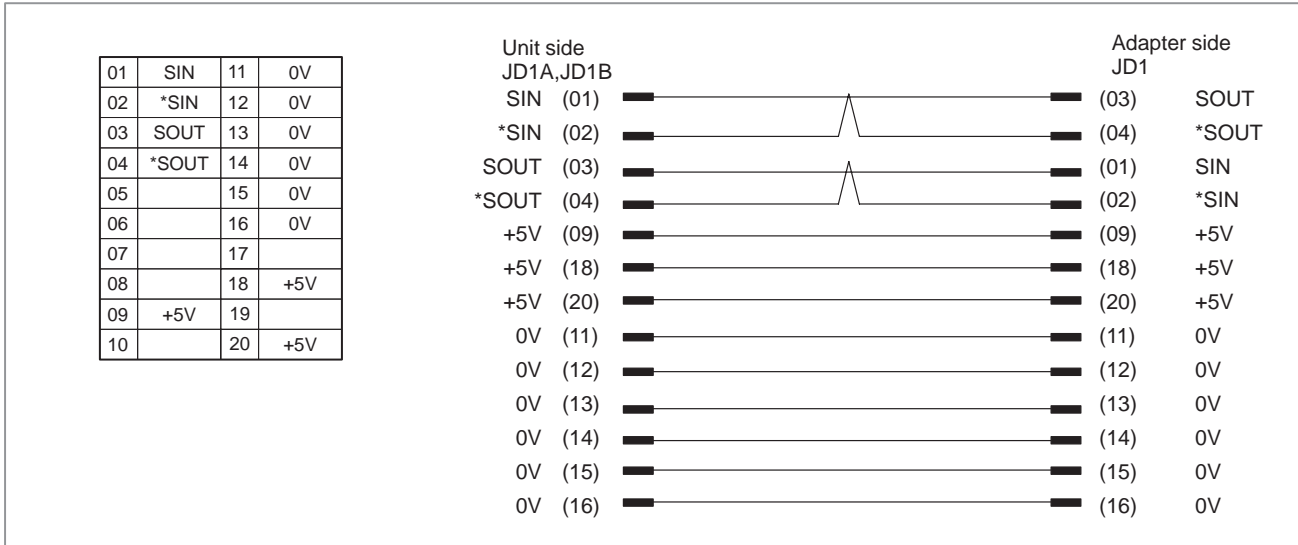 01 SIN 11 0V
02 *SIN 12 0V
03 SOUT 13 0V
04 *SOUT 14 0V
05 15 0V
06 16 0V
07 17
08 18 +5V
09 +5V 19
10 20 +5V
Unit side
JD1A,JD1B
Adapter side
JD1
SIN (01) (03) SOUT
*SIN (02) (04) *SOUT
SOUT (03) (01) SIN
*SOUT (04) (02) *SIN
+5V (09) (09) +5V
+5V (18) (18) +5V
+5V (20) (20) +5V
0V (11) (11) 0V
0V (12) (12) 0V
0V (13) (13) 0V
0V (14) (14) 0V
0V (15) (15) 0V
0V (16) (16) 0V